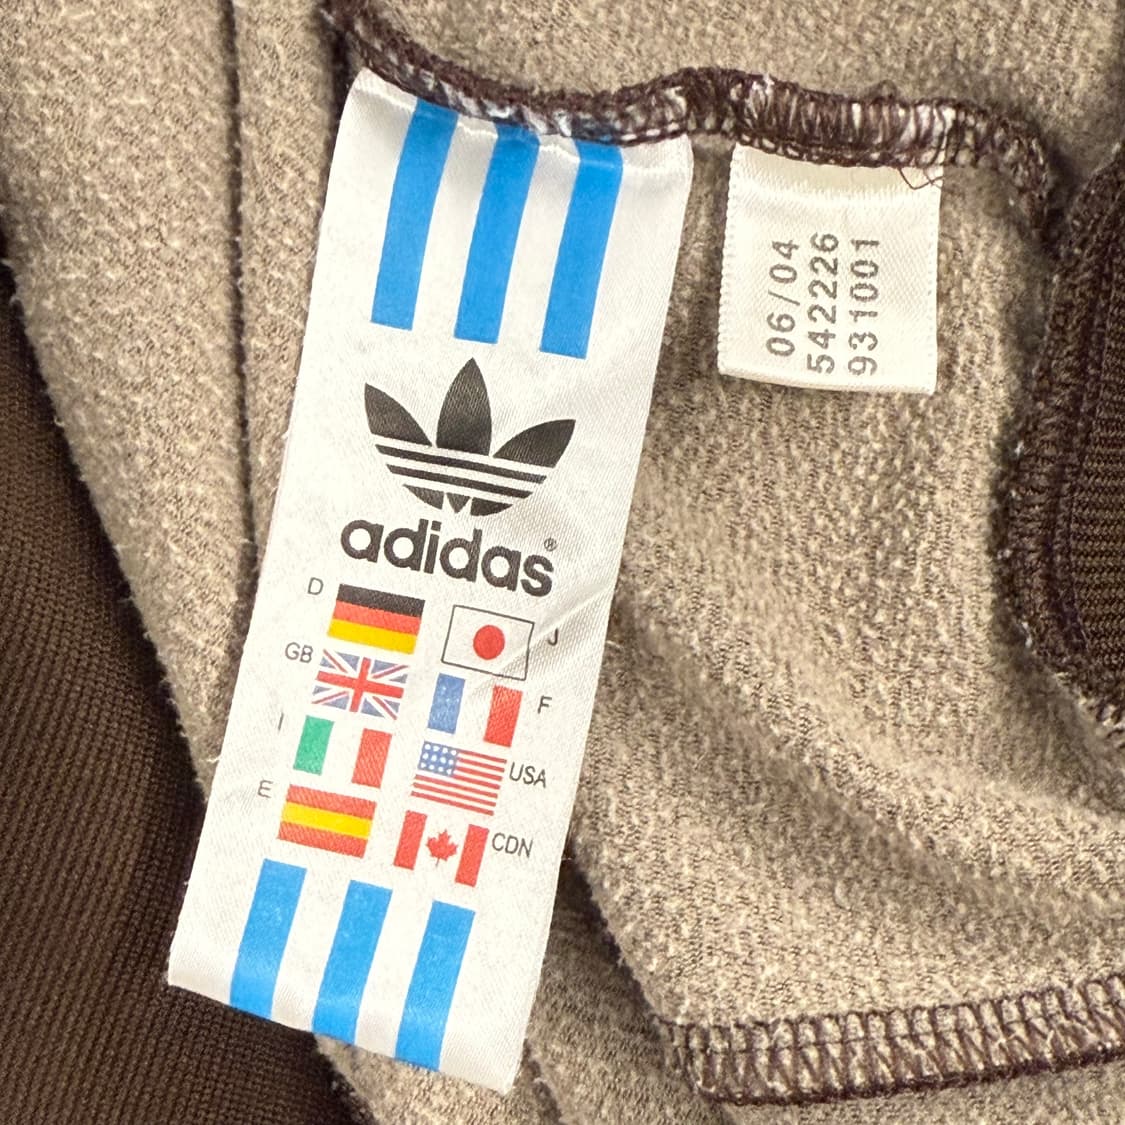 adidas®
D
J
GB
F
I
USA
E
CDN
06/04
542226
931001